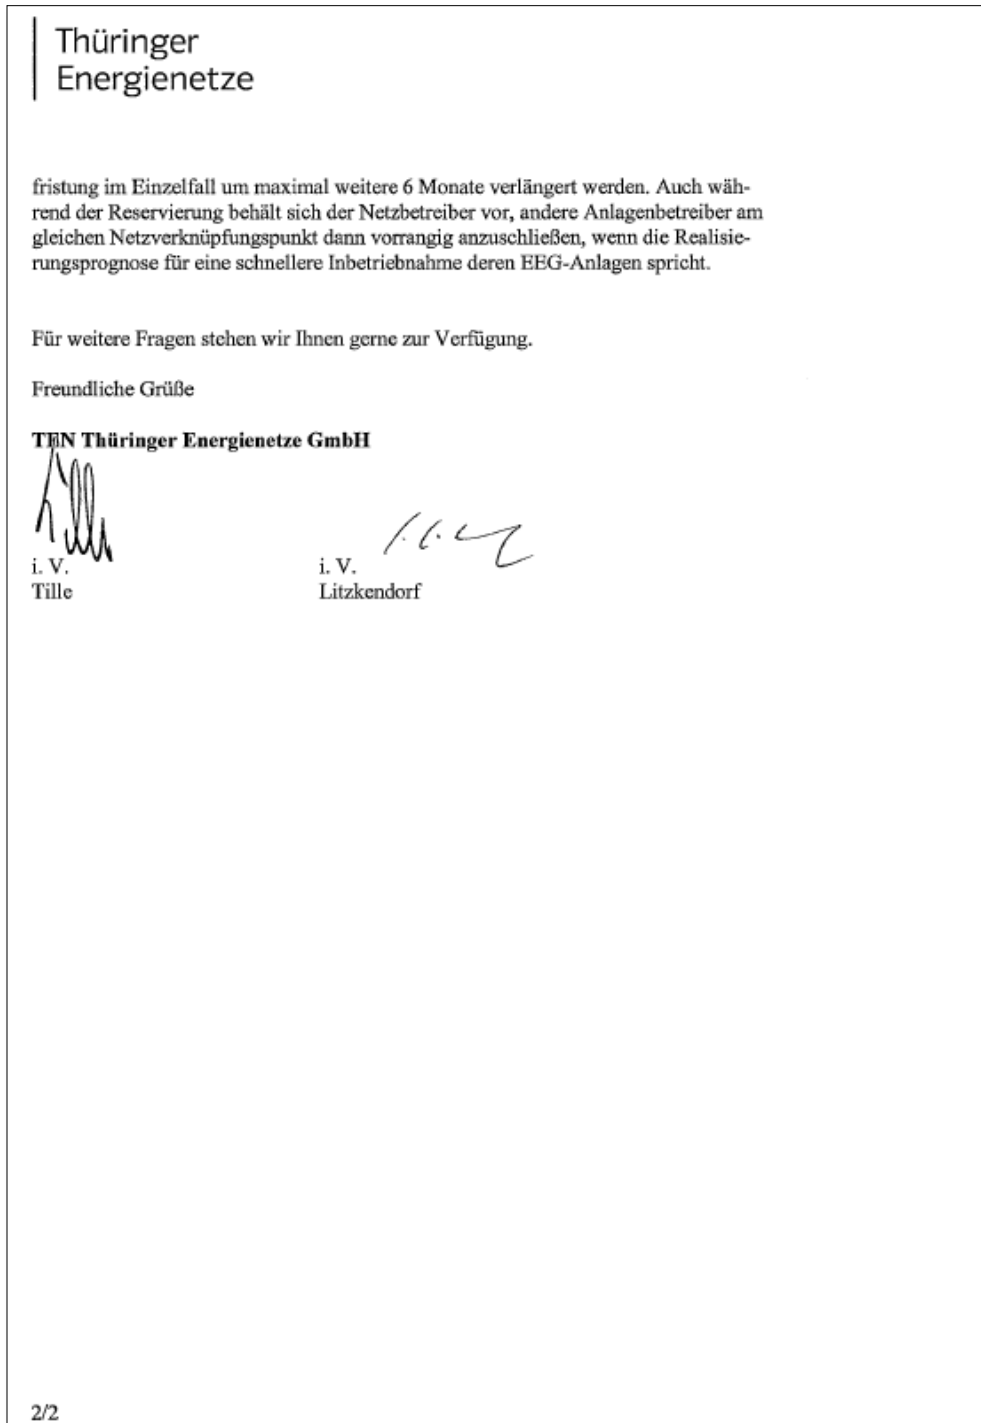 Thüringer
Energienetze
fristung im Einzelfall um maximal weitere 6 Monate verlängert werden. Auch wäh-
rend der Reservierung behält sich der Netzbetreiber vor, andere Anlagenbetreiber am
gleichen Netzverknüpfungspunkt dann vorrangig anzuschließen, wenn die Realisie-
rungsprognose für eine schnellere Inbetriebnahme deren EEG-Anlagen spricht.
Für weitere Fragen stehen wir Ihnen gerne zur Verfügung.
Freundliche Grüße
TEN Thüringer Energienetze GmbH
i. V. i. V.
Tille Litzkendorf
2/2